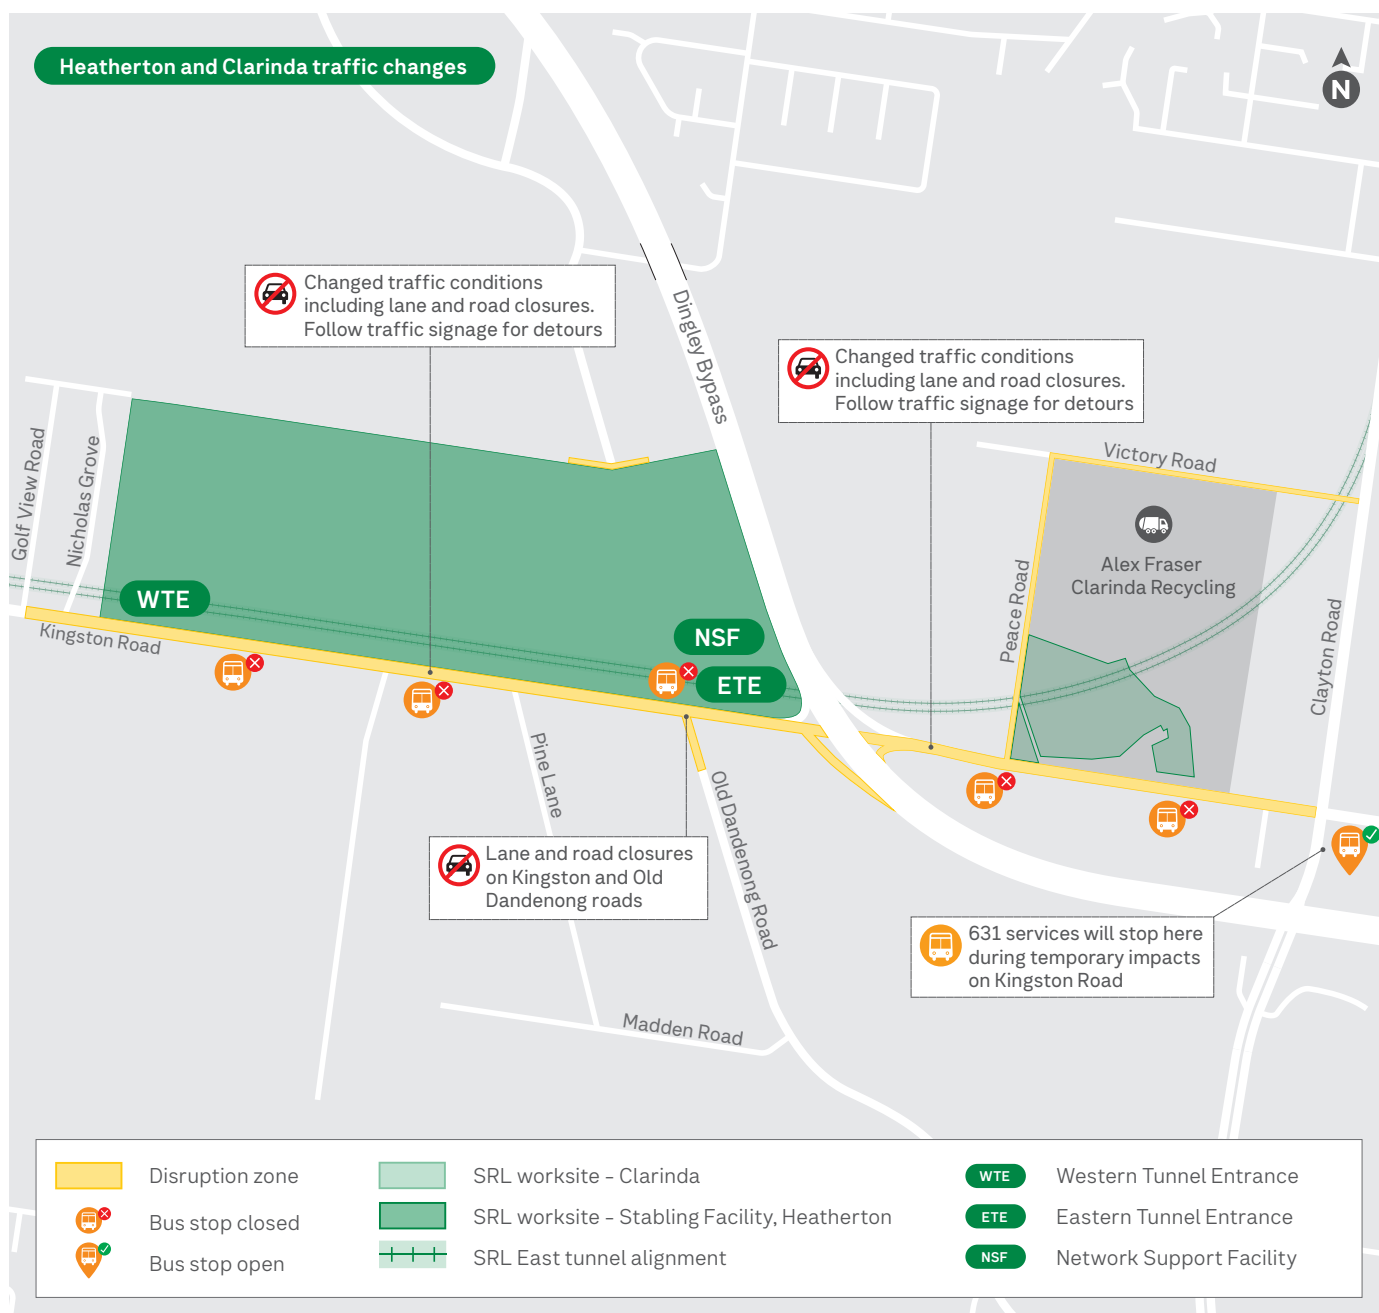 Heatherton and Clarinda traffic changes
N
Changed traffic conditions
including lane and road closures.
Follow traffic signage for detours
Dingley Bypass
Changed traffic conditions
including lane and road closures.
Follow traffic signage for detours
Golf View Road
Nicholas Grove
Victory Road
Alex Fraser
Clarinda Recycling
Peace Road
Clayton Road
WTE
NSF
ETE
Kingston Road
Pine Lane
Old Dandenong Road
Lane and road closures
on Kingston and Old
Dandenong roads
631 services will stop here
during temporary impacts
on Kingston Road
Madden Road
Disruption zone
Bus stop closed
Bus stop open
SRL worksite - Clarinda
SRL worksite - Stabling Facility, Heatherton
SRL East tunnel alignment
WTE Western Tunnel Entrance
ETE Eastern Tunnel Entrance
NSF Network Support Facility